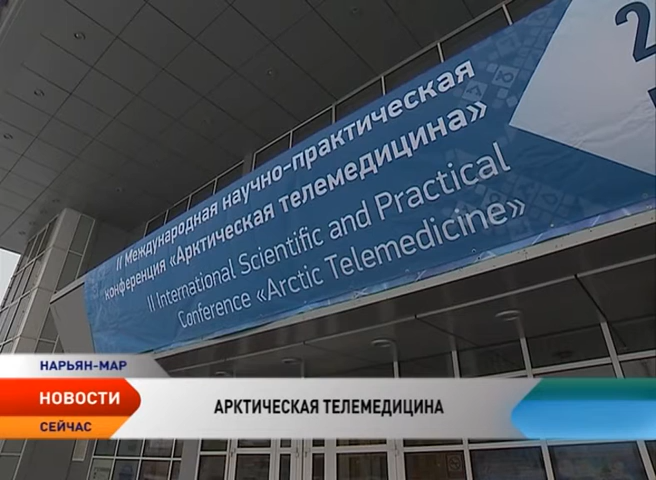 II Международная научно-практическая
конференция «Арктическая телемедицина»
II International Scientific and Practical
Conference «Arctic Telemedicine»
2
НАРЬЯН-МАР
НОВОСТИ
СЕЙЧАС
АРКТИЧЕСКАЯ ТЕЛЕМЕДИЦИНА